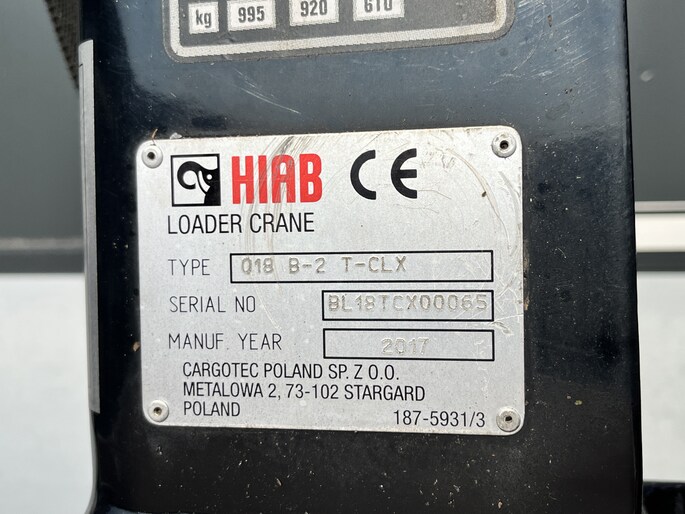 kg 995 920 610
HIAB CE
LOADER CRANE
TYPE 018 B-2 T-CLX
SERIAL NO BL18TCX00065
MANUF. YEAR 2017
CARGOTEC POLAND SP. Z O.O.
METALOWA 2, 73-102 STARGARD
POLAND 187-5931/3